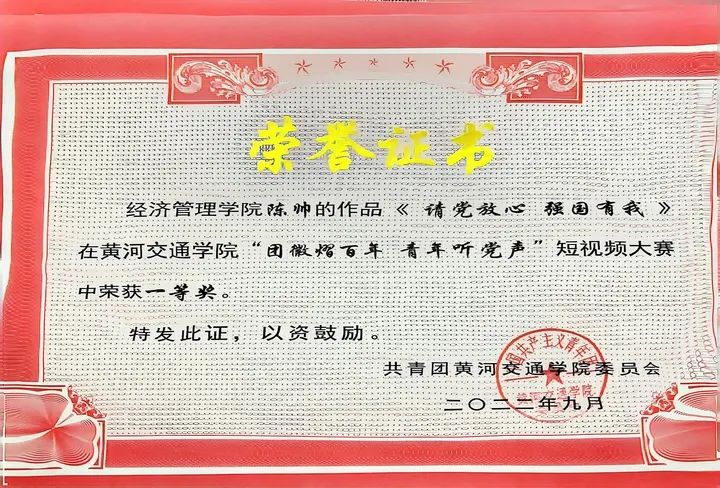 荣誉证书
经济管理学院陈帅的作品《请党放心 强国有我》
在黄河交通学院“团徽熠百年 青年听党声”短视频大赛
中荣获一等奖。
特发此证，以资鼓励。
共青团黄河交通学院委员会
二〇二二年九月